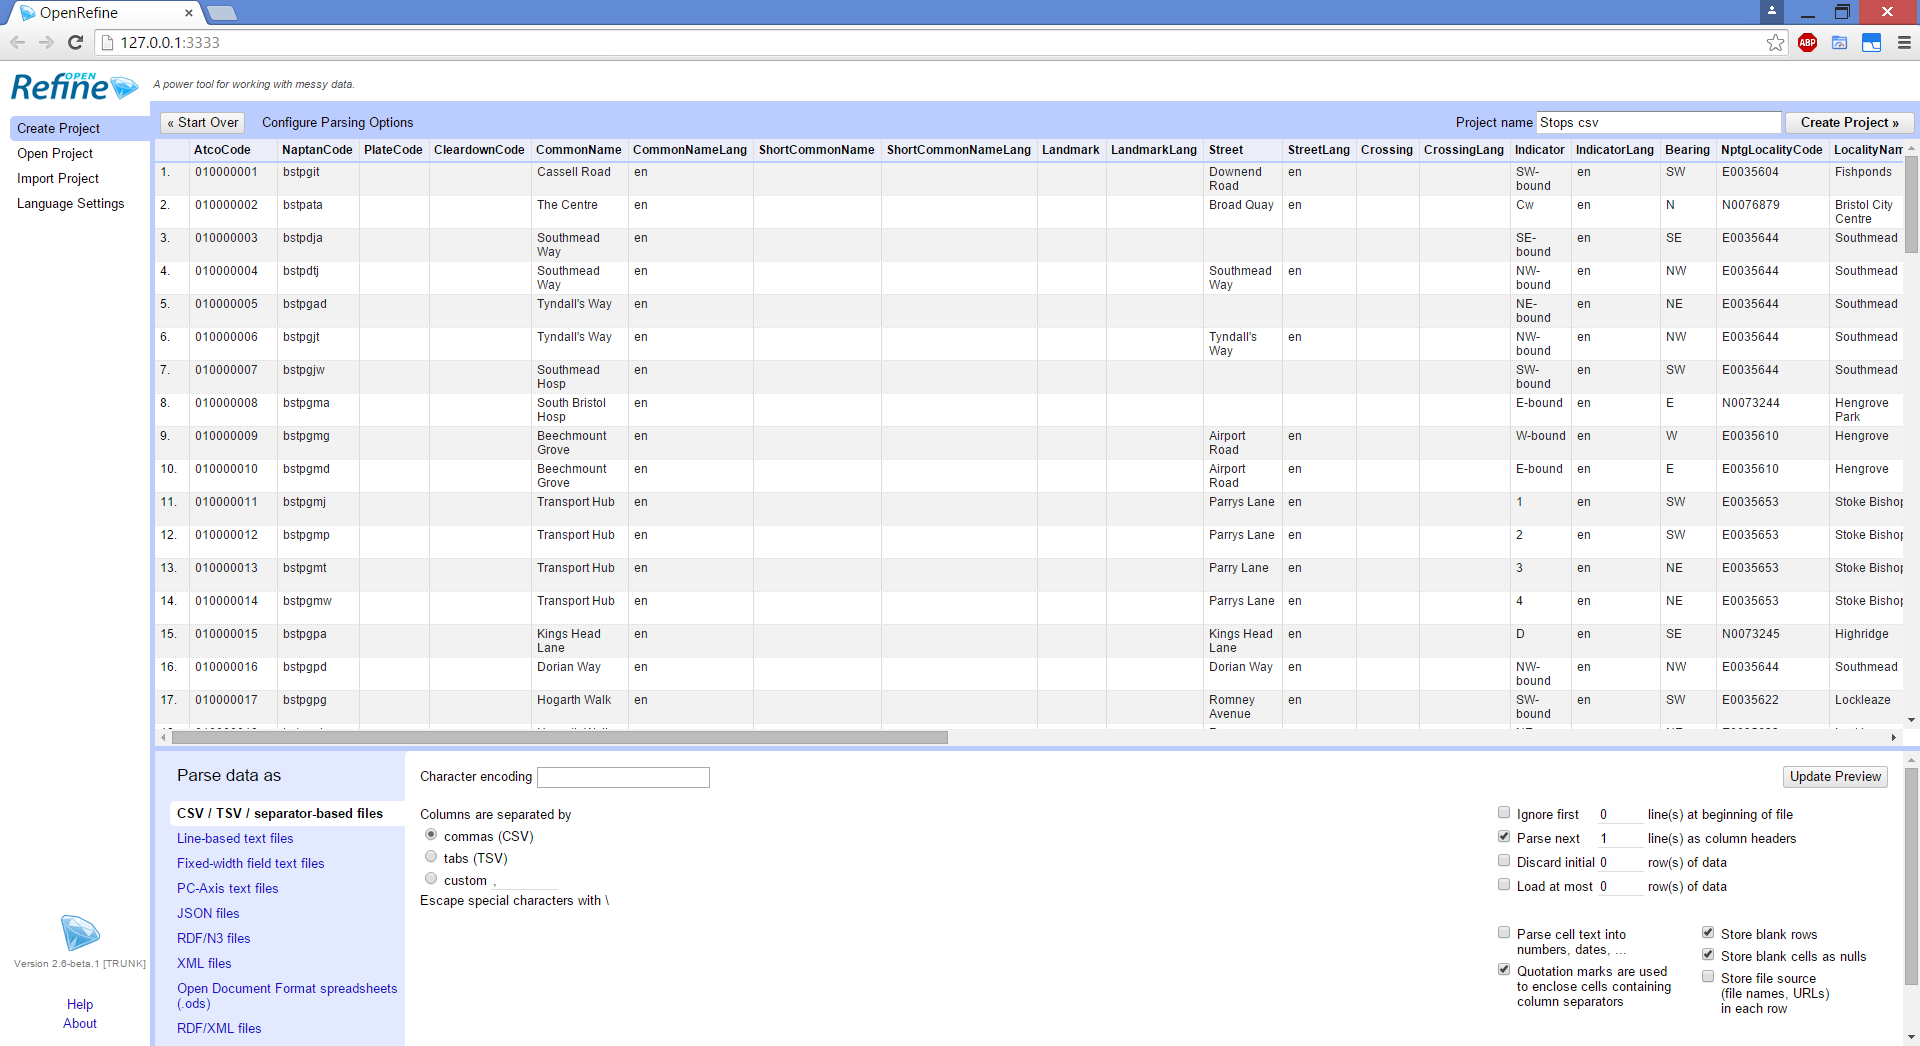 OpenRefine
127.0.0.1:3333
ABP
OPEN
Refine
A power tool for working with messy data.
Create Project
Open Project
Import Project
Language Settings
« Start Over Configure Parsing Options Project name Stops csv Create Project »
AtcoCode NaptanCode PlateCode CleardownCode CommonName CommonNameLang ShortCommonName ShortCommonNameLang Landmark LandmarkLang Street StreetLang Crossing CrossingLang Indicator IndicatorLang Bearing NptgLocalityCode LocalityNam
1. 010000001 bstpgit Cassell Road en Downend Road en SW-bound en SW E0035604 Fishponds
2. 010000002 bstpata The Centre en Broad Quay en Cw en N N0076879 Bristol City Centre
3. 010000003 bstpdja Southmead Way en SE-bound en SE E0035644 Southmead
4. 010000004 bstpdtj Southmead Way en Southmead Way en NW-bound en NW E0035644 Southmead
5. 010000005 bstpgad Tyndall's Way en NE-bound en NE E0035644 Southmead
6. 010000006 bstpgjt Tyndall's Way en Tyndall's Way en NW-bound en NW E0035644 Southmead
7. 010000007 bstpgjw Southmead Hosp en SW-bound en SW E0035644 Southmead
8. 010000008 bstpgma South Bristol Hosp en E-bound en E N0073244 Hengrove Park
9. 010000009 bstpgmg Beechmount Grove en Airport Road en W-bound en W E0035610 Hengrove
10. 010000010 bstpgmd Beechmount Grove en Airport Road en E-bound en E E0035610 Hengrove
11. 010000011 bstpgmj Transport Hub en Parrys Lane en 1 en SW E0035653 Stoke Bishop
12. 010000012 bstpgmp Transport Hub en Parrys Lane en 2 en SW E0035653 Stoke Bishop
13. 010000013 bstpgmt Transport Hub en Parry Lane en 3 en NE E0035653 Stoke Bishop
14. 010000014 bstpgmw Transport Hub en Parrys Lane en 4 en NE E0035653 Stoke Bishop
15. 010000015 bstpgpa Kings Head Lane en Kings Head Lane en D en SE N0073245 Highridge
16. 010000016 bstpgpd Dorian Way en Dorian Way en NW-bound en NW E0035644 Southmead
17. 010000017 bstpgpg Hogarth Walk en Romney Avenue en SW-bound en SW E0035622 Lockleaze
Parse data as
CSV / TSV / separator-based files
Line-based text files
Fixed-width field text files
PC-Axis text files
JSON files
RDF/N3 files
XML files
Open Document Format spreadsheets
(.ods)
RDF/XML files
Character encoding
Columns are separated by
commas (CSV)
tabs (TSV)
custom ,
Escape special characters with \
Update Preview
Ignore first 0 line(s) at beginning of file
Parse next 1 line(s) as column headers
Discard initial 0 row(s) of data
Load at most 0 row(s) of data
Parse cell text into
numbers, dates, ...
Quotation marks are used
to enclose cells containing
column separators
Store blank rows
Store blank cells as nulls
Store file source
(file names, URLs)
in each row
Version 2.6-beta.1 [TRUNK]
Help
About